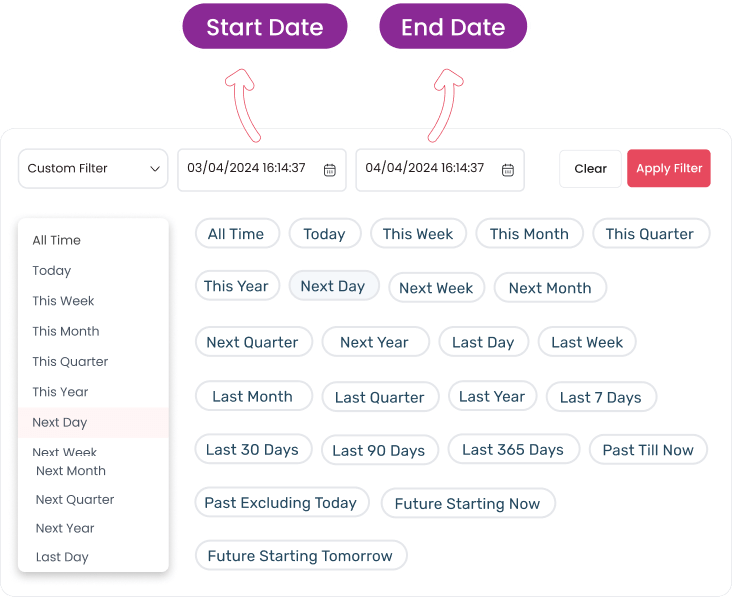 Start Date End Date
Custom Filter 03/04/2024 16:14:37 04/04/2024 16:14:37 Clear Apply Filter
All Time
Today
This Week
This Month
This Quarter
This Year
Next Day
Next Week
Next Month
Next Quarter
Next Year
Last Day
All Time Today This Week This Month This Quarter
This Year Next Day Next Week Next Month
Next Quarter Next Year Last Day Last Week
Last Month Last Quarter Last Year Last 7 Days
Last 30 Days Last 90 Days Last 365 Days Past Till Now
Past Excluding Today Future Starting Now
Future Starting Tomorrow